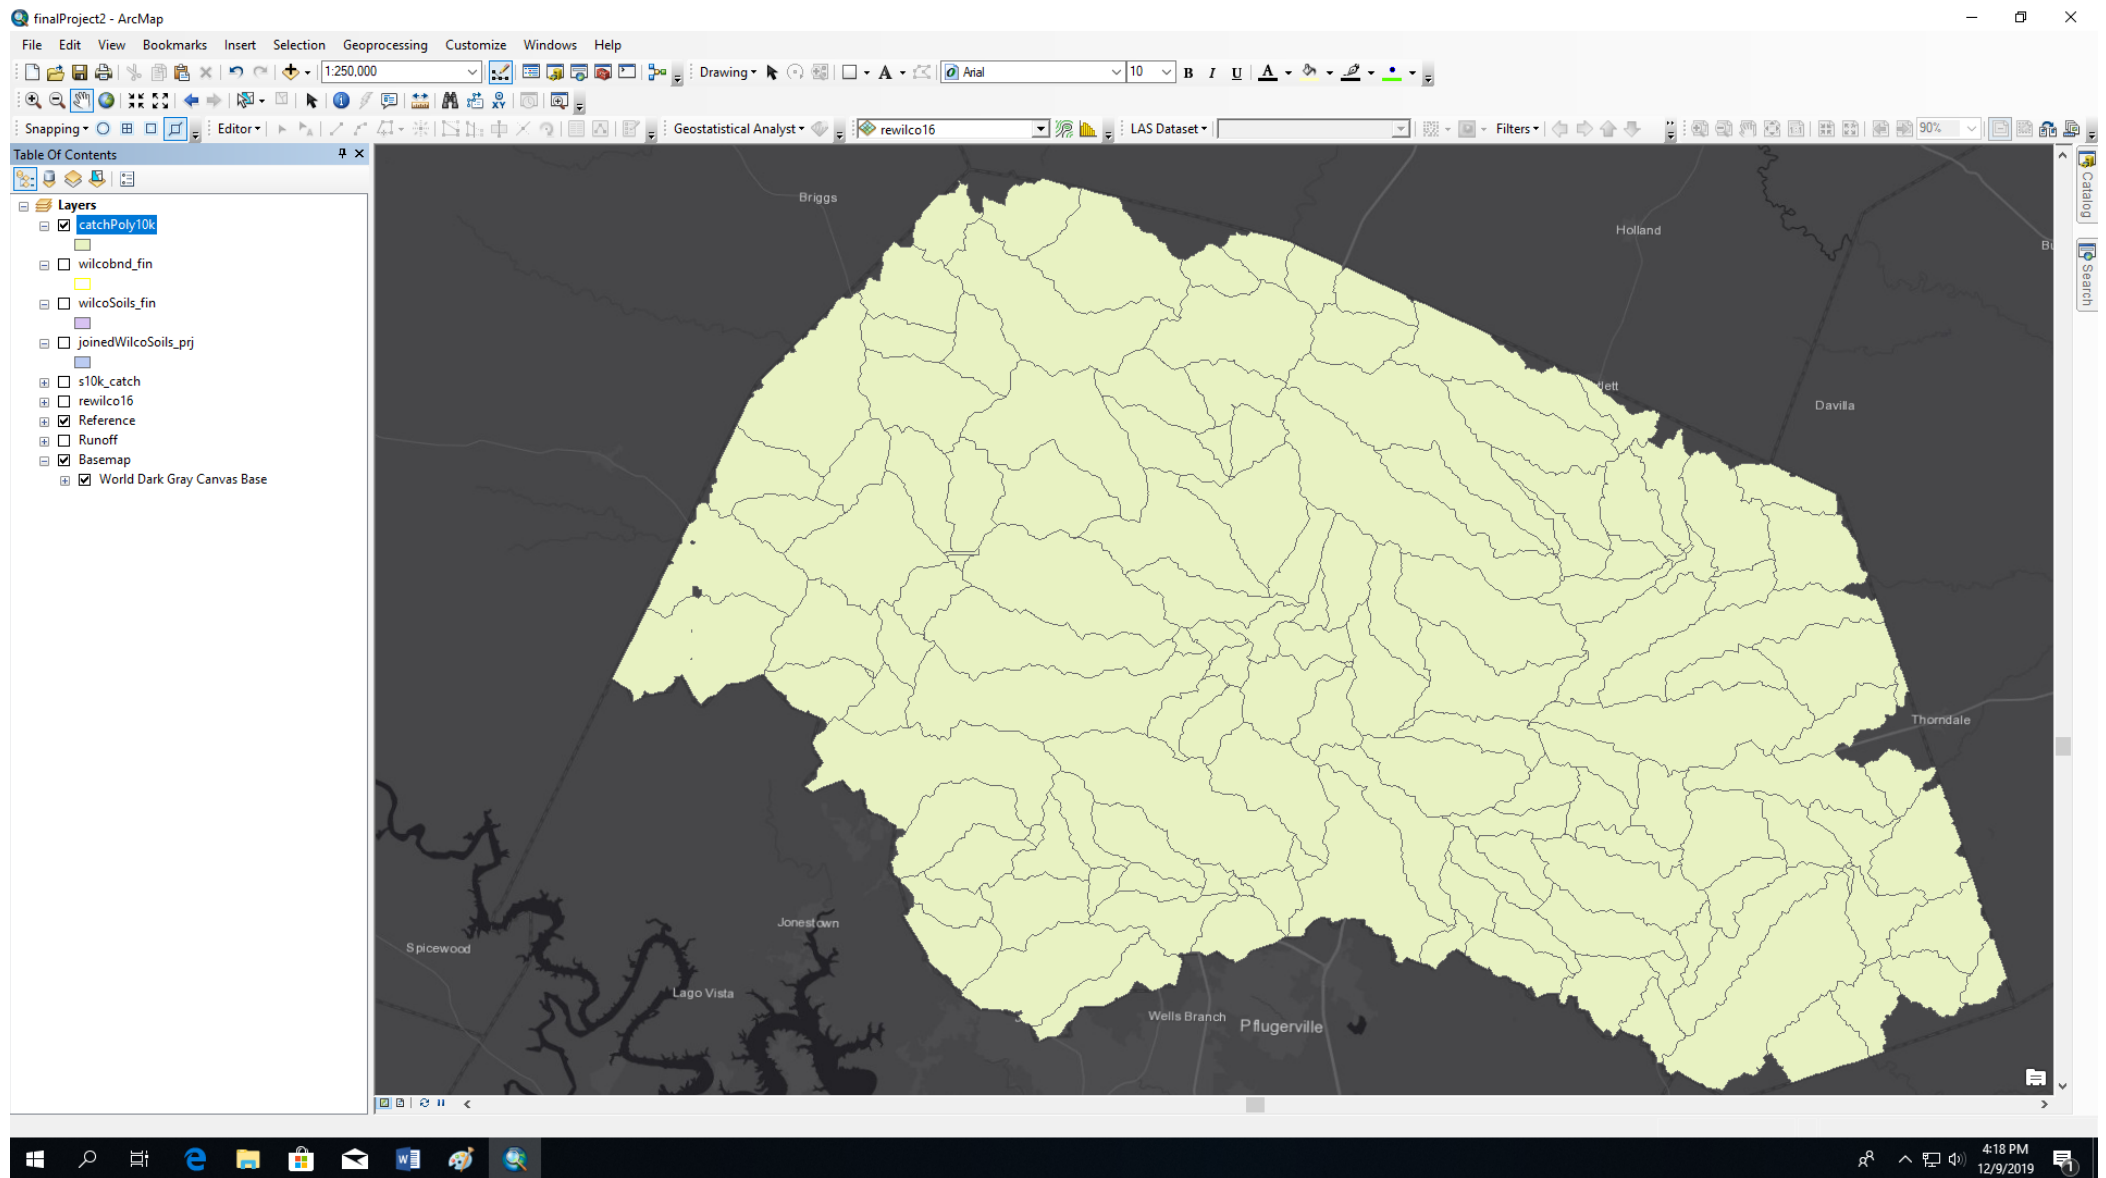 finalProject2 - ArcMap
File Edit View Bookmarks Insert Selection Geoprocessing Customize Windows Help
1:250,000 Drawing A Arial 10 B I U A
Snapping Editor Geostatistical Analyst rewilco16 LAS Dataset Filters 90%
Table Of Contents
Layers
catchPoly10k
wilcobnd_fin
wilcoSoils_fin
joinedWilcoSoils_prj
s10k_catch
rewilco16
Reference
Runoff
Basemap
World Dark Gray Canvas Base
Briggs
Holland
Davilla
Thorndale
Jonestown
Spicewood
Lago Vista
Wells Branch
Pflugerville
Catalog
Search
4:18 PM
12/9/2019